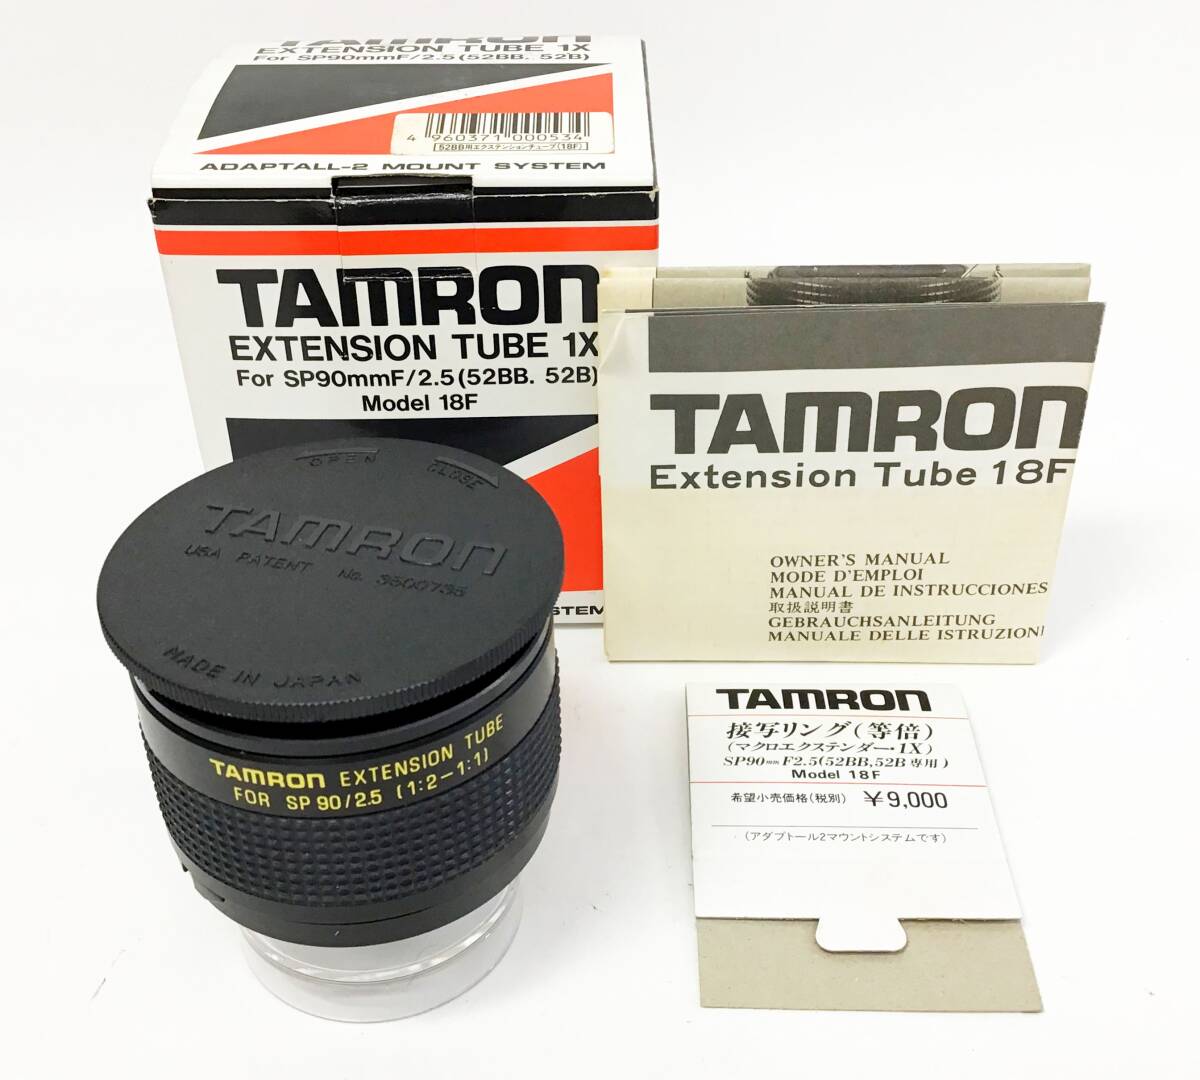 TAMRON
EXTENSION TUBE 1X
For SP90mmF/2.5(52BB. 52B)
4 960371 000534
[52BB用エクステンションチューブ(18F)]
ADAPTALL-2 MOUNT SYSTEM
TAMRON
EXTENSION TUBE 1X
For SP90mmF/2.5(52BB. 52B)
Model 18F
STEM
OPEN
CLOSE
TAMRON
USA PATENT No. 3500735
MADE IN JAPAN
TAMRON EXTENSION TUBE
FOR SP 90/2.5 (1:2-1:1)
TAMRON
Extension Tube 18F
OWNER'S MANUAL
MODE D'EMPLOI
MANUAL DE INSTRUCCIONES
取扱説明書
GEBRAUCHSANLEITUNG
MANUALE DELLE ISTRUZIONI
TAMRON
接写リング(等倍)
(マクロエクステンダー・1X)
SP90mm F2.5(52BB,52B専用)
Model 18F
希望小売価格(税別) ¥9,000
(アダプトール2マウントシステムです)